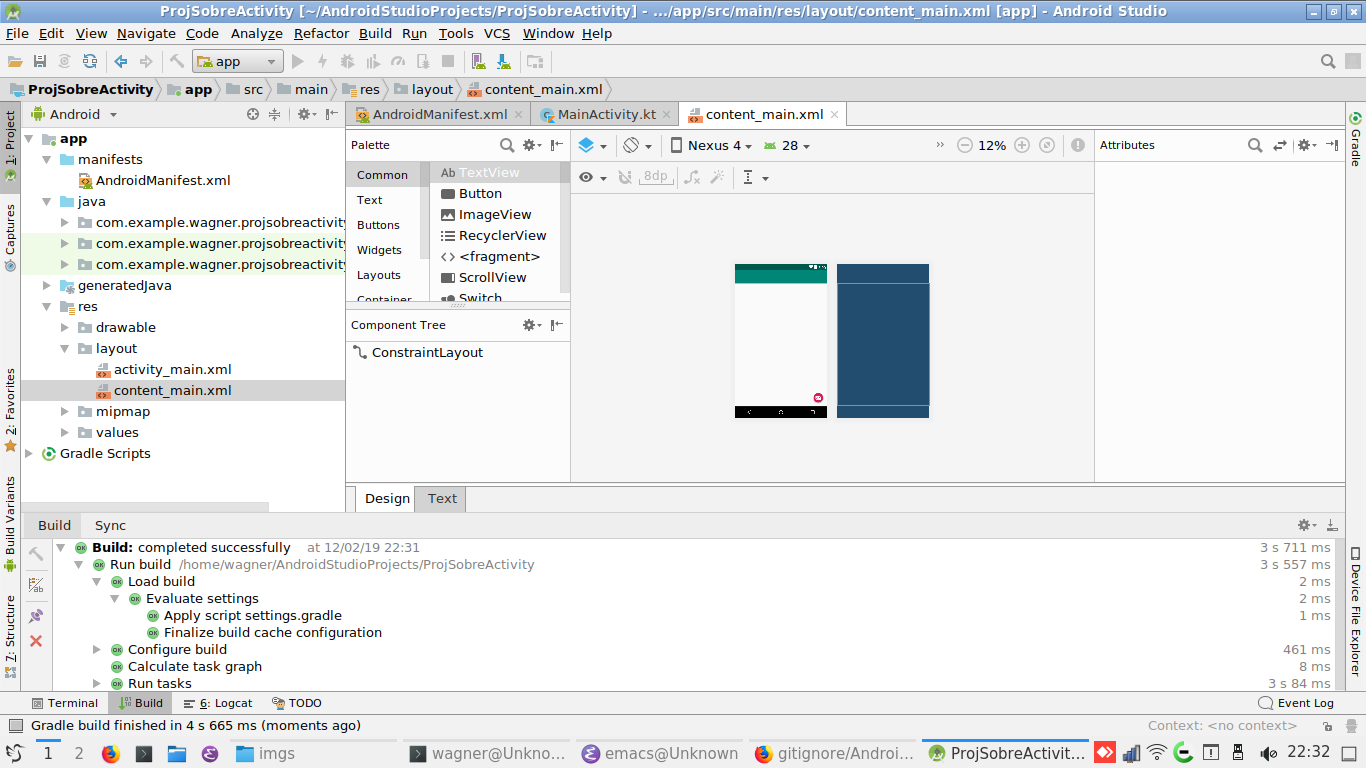 ProjSobreActivity [~/AndroidStudioProjects/ProjSobreActivity] - .../app/src/main/res/layout/content_main.xml [app] - Android Studio
File Edit View Navigate Code Analyze Refactor Build Run Tools VCS Window Help
app
ProjSobreActivity app src main res layout content_main.xml
1: Project
Captures
2: Favorites
Build Variants
7: Structure
Android
app
manifests
AndroidManifest.xml
java
com.example.wagner.projsobreactivity
com.example.wagner.projsobreactivity
com.example.wagner.projsobreactivity
generatedJava
res
drawable
layout
activity_main.xml
content_main.xml
mipmap
values
Gradle Scripts
AndroidManifest.xml MainActivity.kt content_main.xml
Palette
Common
Text
Buttons
Widgets
Layouts
Container
Ab TextView
Button
ImageView
RecyclerView
<fragment>
ScrollView
Switch
Component Tree
ConstraintLayout
Nexus 4 28 12%
8dp
Attributes
Gradle
Device File Explorer
Design Text
Build Sync
Build: completed successfully at 12/02/19 22:31 3 s 711 ms
Run build /home/wagner/AndroidStudioProjects/ProjSobreActivity 3 s 557 ms
Load build 2 ms
Evaluate settings 2 ms
Apply script settings.gradle 1 ms
Finalize build cache configuration
Configure build 461 ms
Calculate task graph 8 ms
Run tasks 3 s 84 ms
Terminal Build 6: Logcat TODO Event Log
Gradle build finished in 4 s 665 ms (moments ago) Context: <no context>
1 2 imgs wagner@Unkno... emacs@Unknown gitignore/Androi... ProjSobreActivit... 22:32